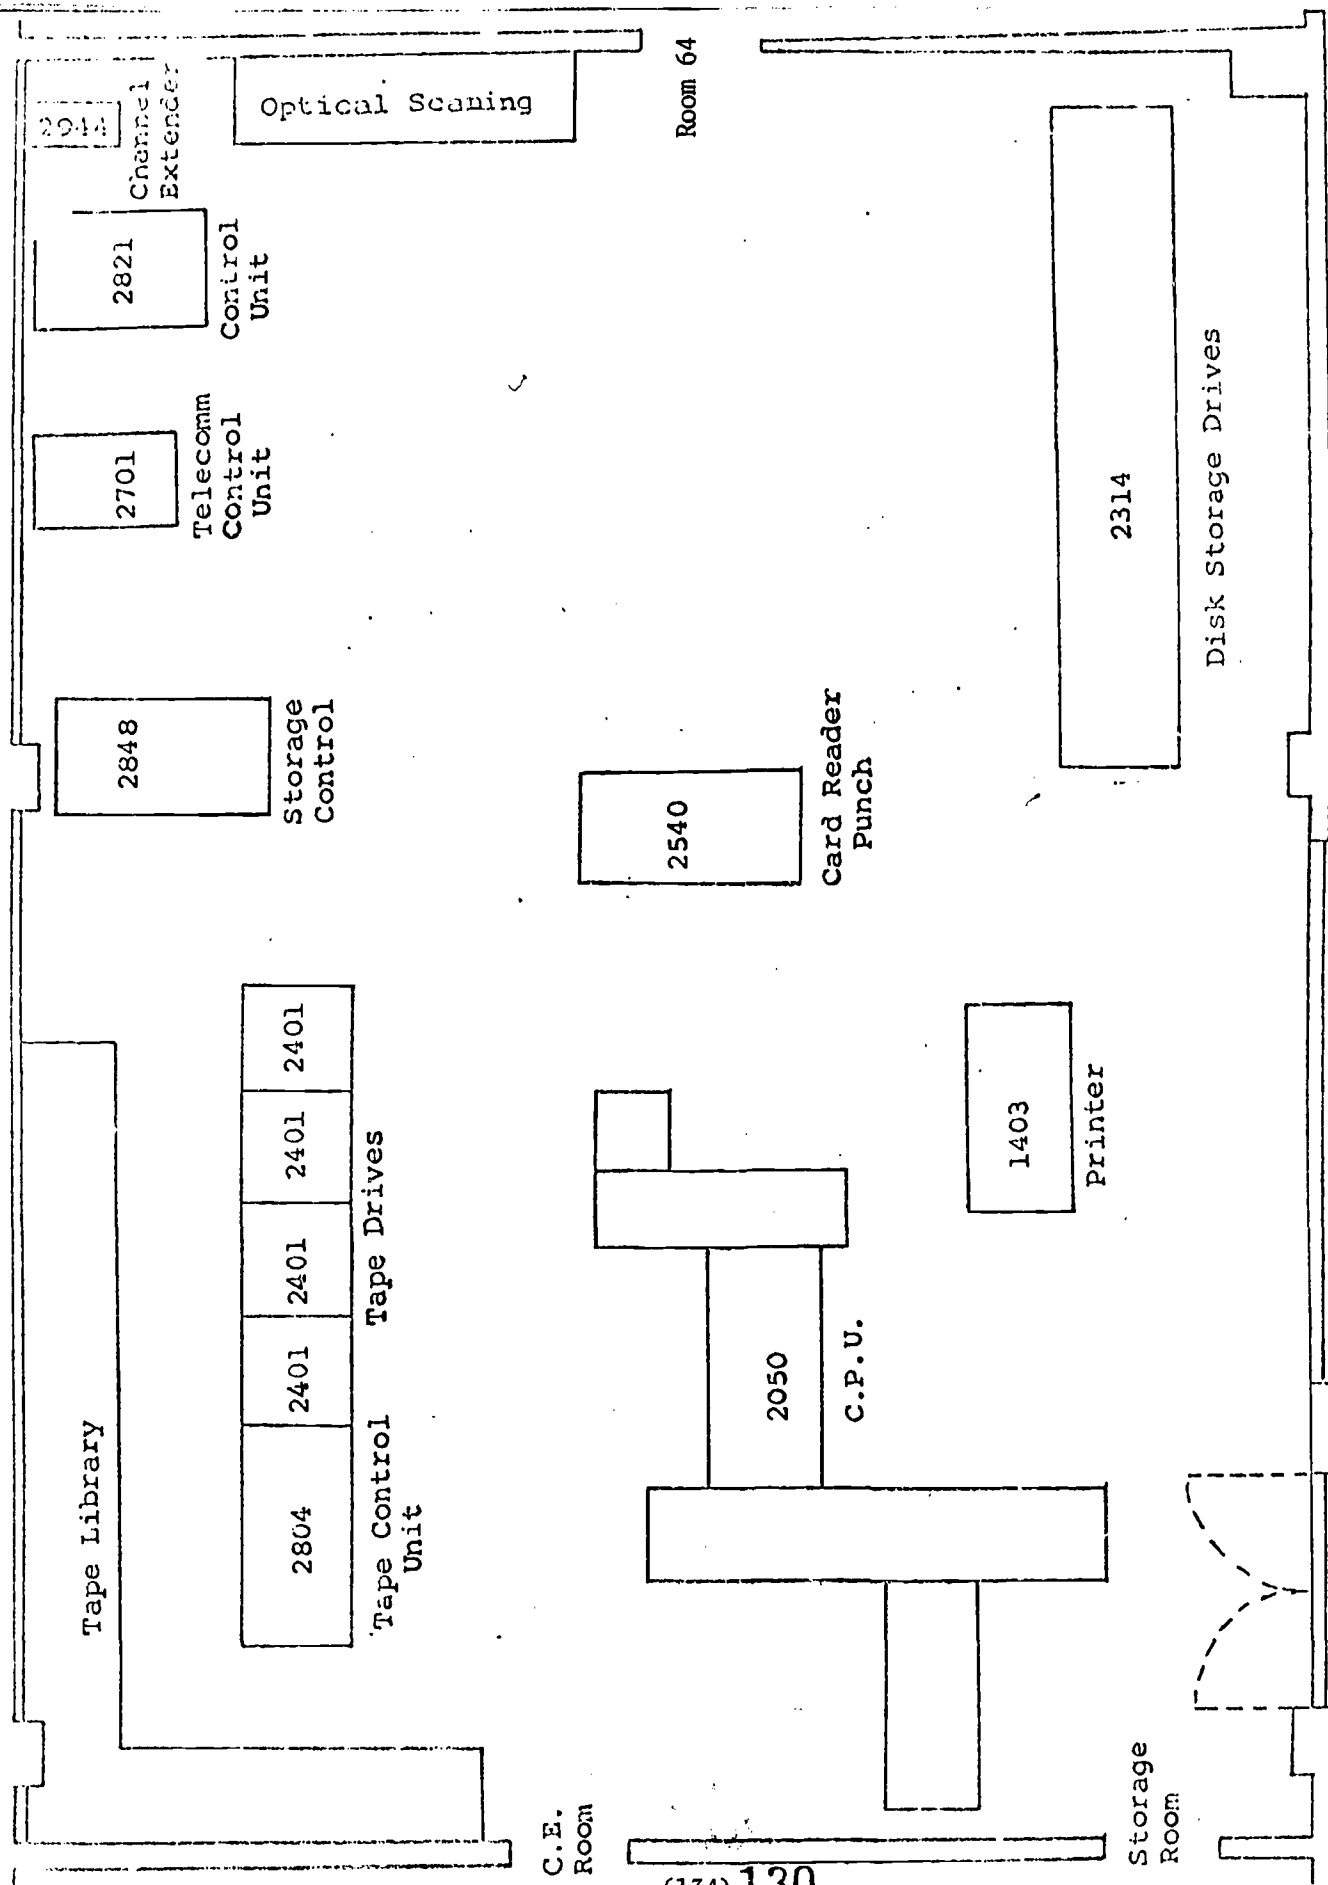 Optical Scaning
Room 64
2944
Channel
Extender
2821
Control
Unit
2701
Telecomm
Control
Unit
2848
Storage
Control
2314
Disk Storage Drives
2540
Card Reader
Punch
Tape Library
2804
2401
2401
2401
2401
Tape Control
Unit
Tape Drives
2050
C.P.U.
1403
Printer
C.E.
Room
Storage
Room
(134) 130